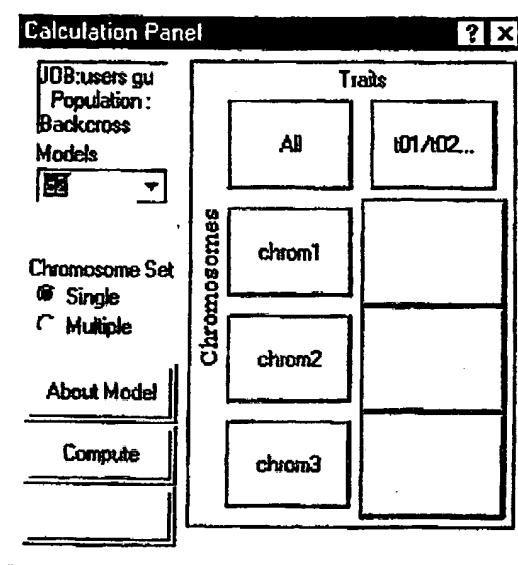 Calculation Panel ? X
JOB:users gu
Population :
Backcross
Models
Chromosome Set
Single
Multiple
About Model
Compute
Traits
All t01/t02...
Chromosomes
chrom1
chrom2
chrom3